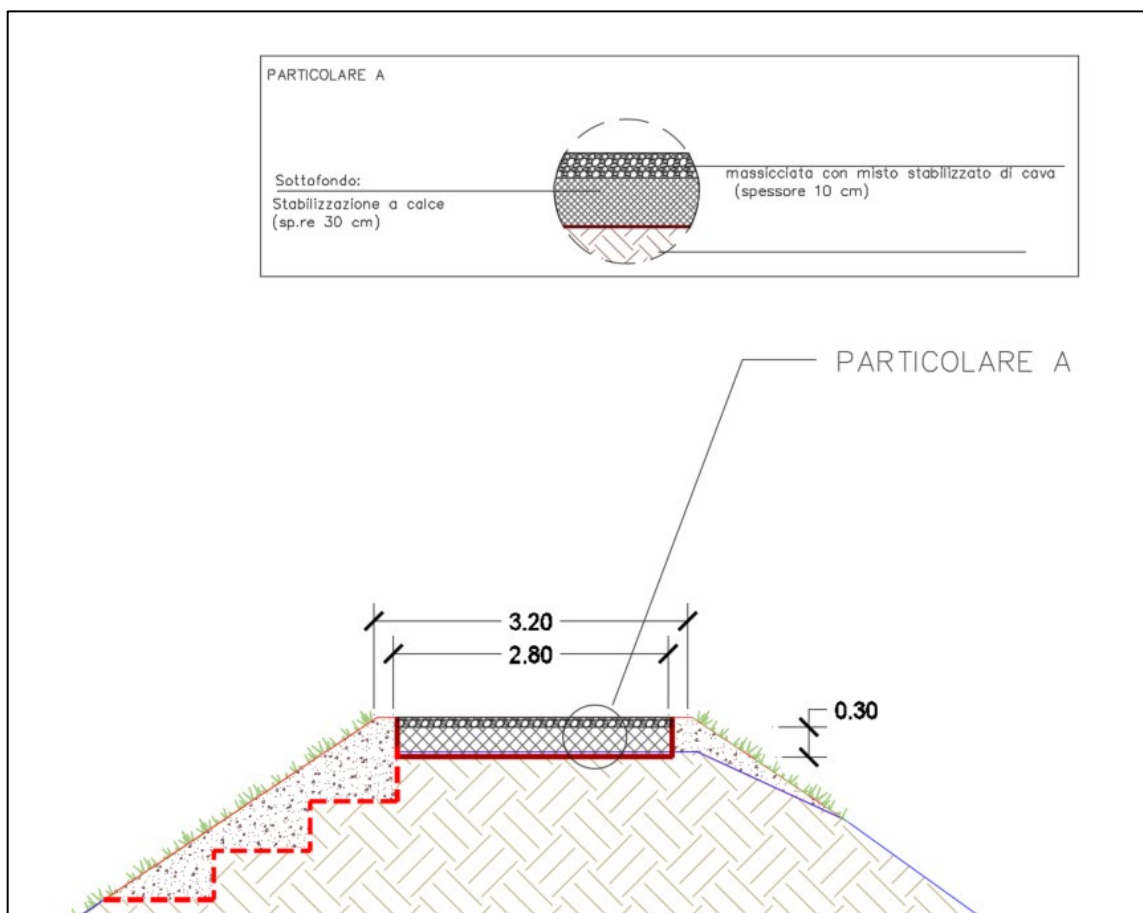 PARTICOLARE A
Sottofondo:
Stabilizzazione a calce
(sp.re 30 cm)
massicciata con misto stabilizzato di cava
(spessore 10 cm)
PARTICOLARE A
3.20
2.80
0.30